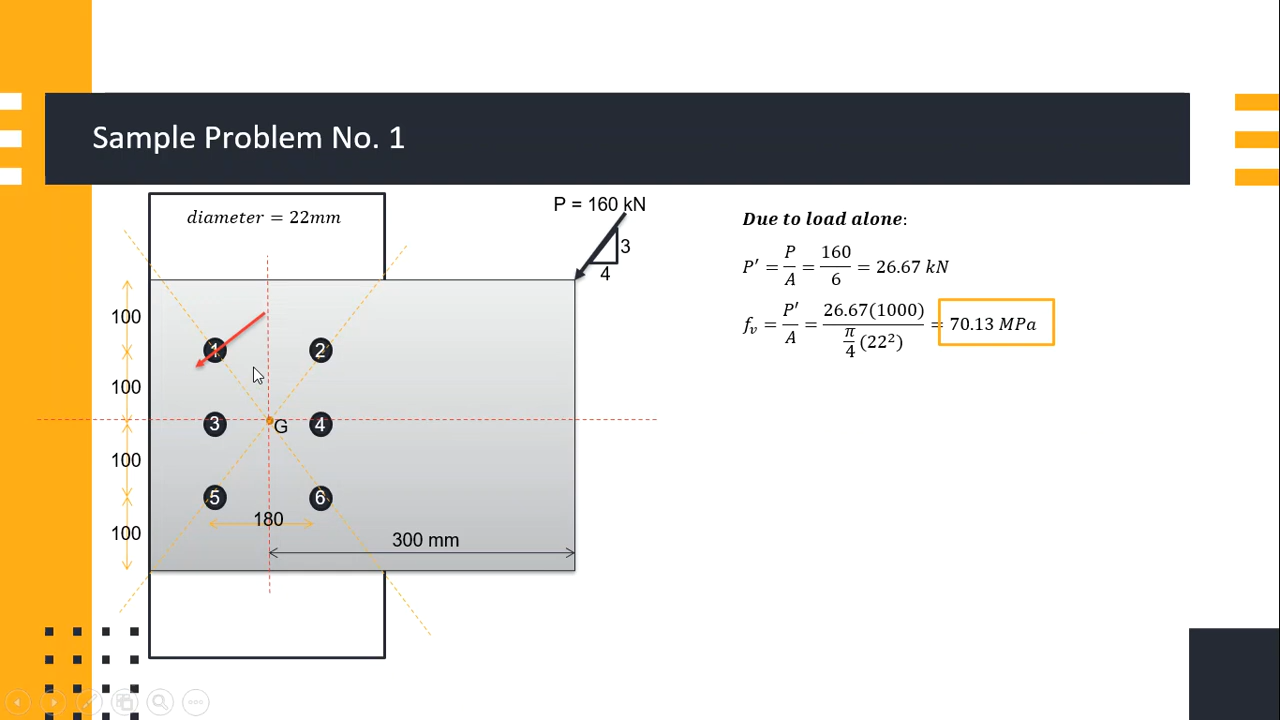 Sample Problem No. 1
diameter = 22mm
P = 160 kN
3
4
100
100
100
100
1
2
3
4
5
6
G
180
300 mm
Due to load alone:
P′ = P/A = 160/6 = 26.67 kN
f_v = P′/A = 26.67(1000)/(π/4 (22²)) = 70.13 MPa